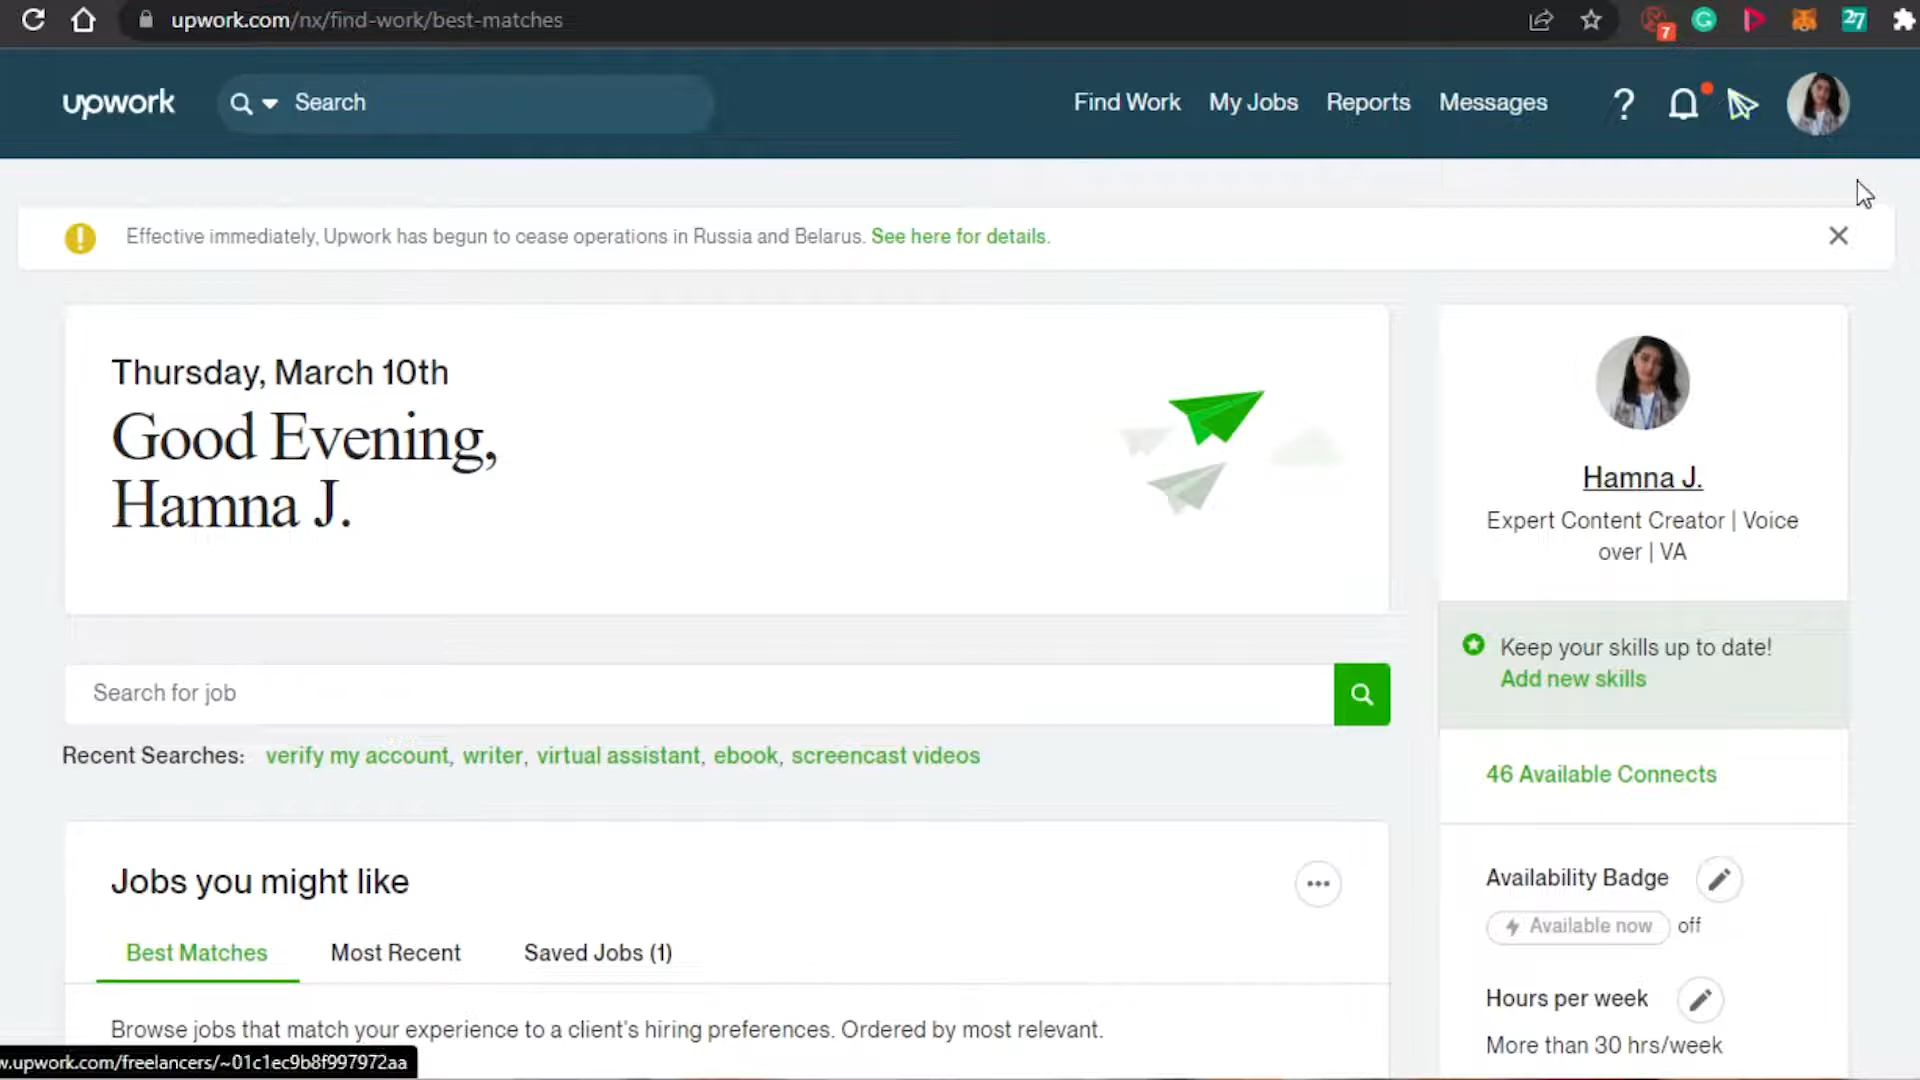 upwork.com/nx/find-work/best-matches
7
27
upwork
Search
Find Work
My Jobs
Reports
Messages
?
Effective immediately, Upwork has begun to cease operations in Russia and Belarus. See here for details.
Thursday, March 10th
Good Evening,
Hamna J.
Hamna J.
Expert Content Creator | Voice
over | VA
Keep your skills up to date!
Add new skills
Search for job
Recent Searches: verify my account, writer, virtual assistant, ebook, screencast videos
46 Available Connects
Jobs you might like
Best Matches
Most Recent
Saved Jobs (1)
Browse jobs that match your experience to a client's hiring preferences. Ordered by most relevant.
Availability Badge
Available now off
Hours per week
More than 30 hrs/week
w.upwork.com/freelancers/~01c1ec9b8f997972aa